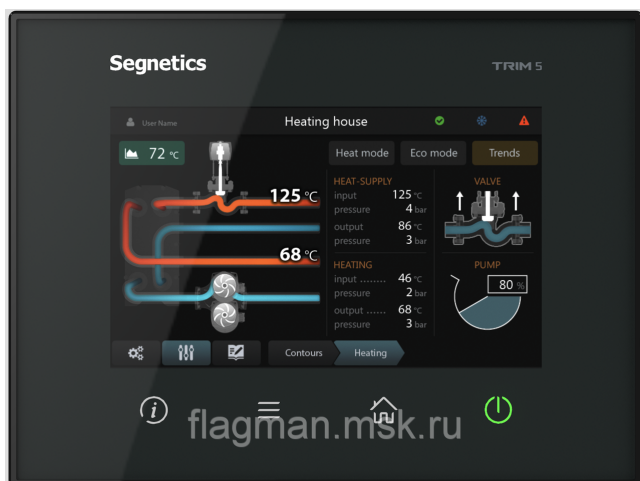 Segnetics
TRIM 5
User Name
Heating house
72 °C
Heat mode
Eco mode
Trends
125 °C
68 °C
HEAT-SUPPLY
input 125 °C
pressure 4 bar
output 86 °C
pressure 3 bar
VALVE
HEATING
input ........ 46 °C
pressure 2 bar
output ...... 68 °C
pressure 3 bar
PUMP
80 %
Contours
Heating
flagman.msk.ru